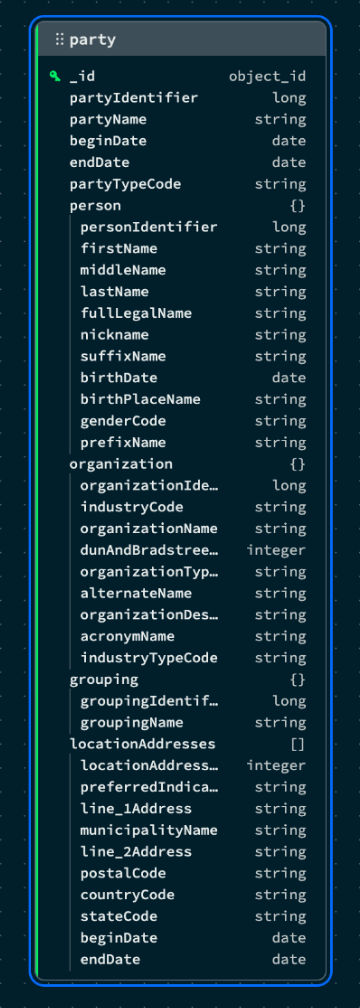 party
_id object_id
partyIdentifier long
partyName string
beginDate date
endDate date
partyTypeCode string
person {}
personIdentifier long
firstName string
middleName string
lastName string
fullLegalName string
nickname string
suffixName string
birthDate date
birthPlaceName string
genderCode string
prefixName string
organization {}
organizationIde… long
industryCode string
organizationName string
dunAndBradstree… integer
organizationTyp… string
alternateName string
organizationDes… string
acronymName string
industryTypeCode string
grouping {}
groupingIdentif… long
groupingName string
locationAddresses []
locationAddress… integer
preferredIndica… string
line_1Address string
municipalityName string
line_2Address string
postalCode string
countryCode string
stateCode string
beginDate date
endDate date